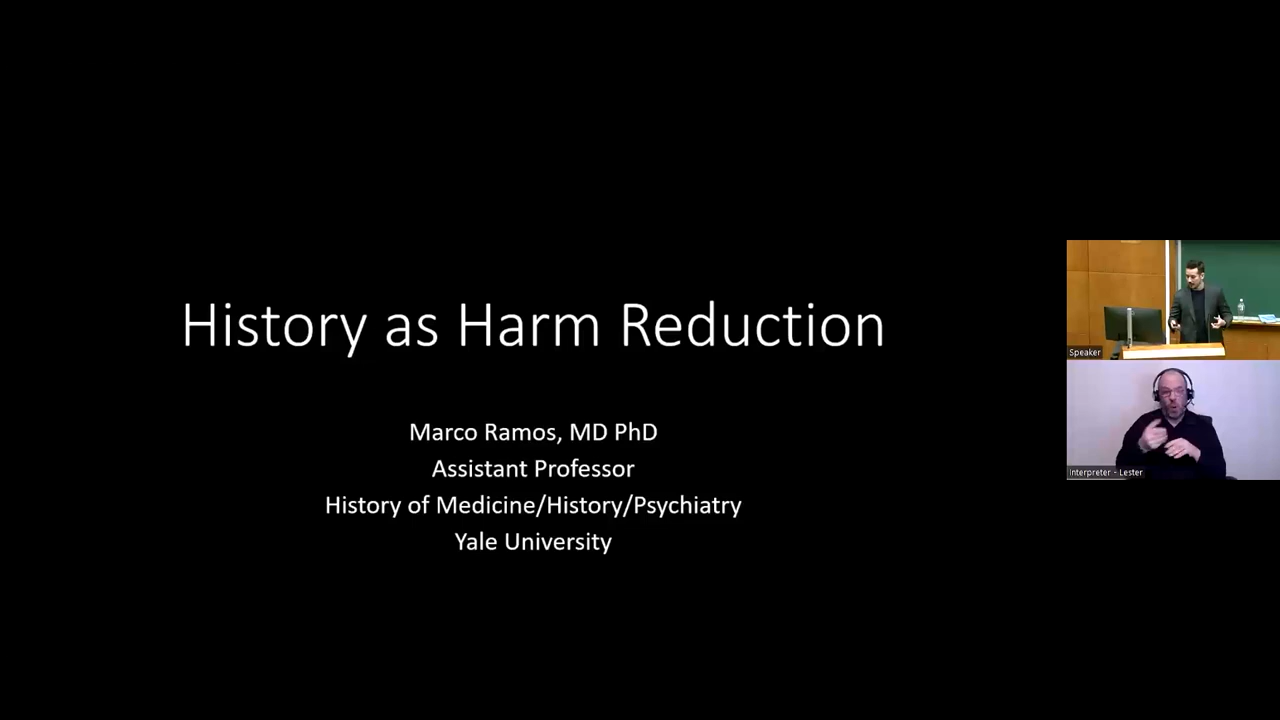 History as Harm Reduction
Marco Ramos, MD PhD
Assistant Professor
History of Medicine/History/Psychiatry
Yale University
Speaker
Interpreter - Lester